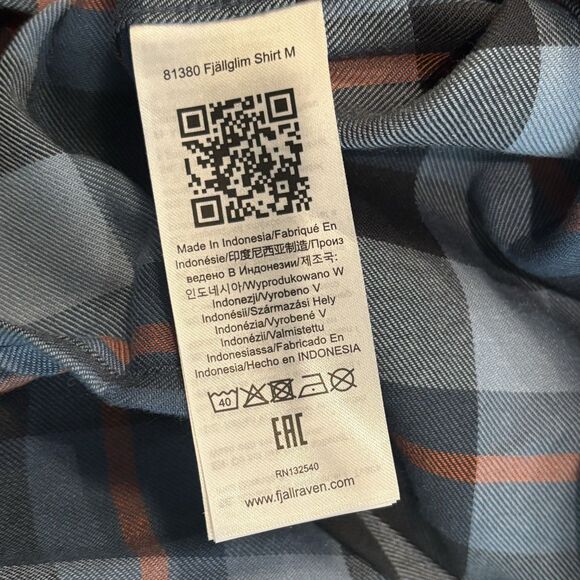 81380 Fjällglim Shirt M
Made In Indonesia/Fabriqué En
Indonésie/印度尼西亚制造/Произ
ведено В Индонезии/제조국:
인도네시아/Wyprodukowano W
Indonezji/Vyrobeno V
Indonésii/Származási Hely
Indonézia/Vyrobené V
Indonézii/Valmistettu
Indonesiassa/Fabricado En
Indonesia/Hecho en INDONESIA
40
EAC
RN132540
www.fjallraven.com